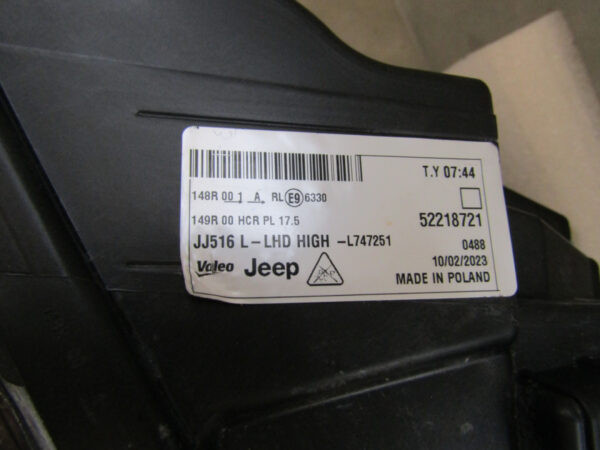 T.Y 07:44
148R 00 1 A RL E9 6330
149R 00 HCR PL 17.5
52218721
JJ516 L-LHD HIGH -L747251
0488
Valeo Jeep
10/02/2023
MADE IN POLAND